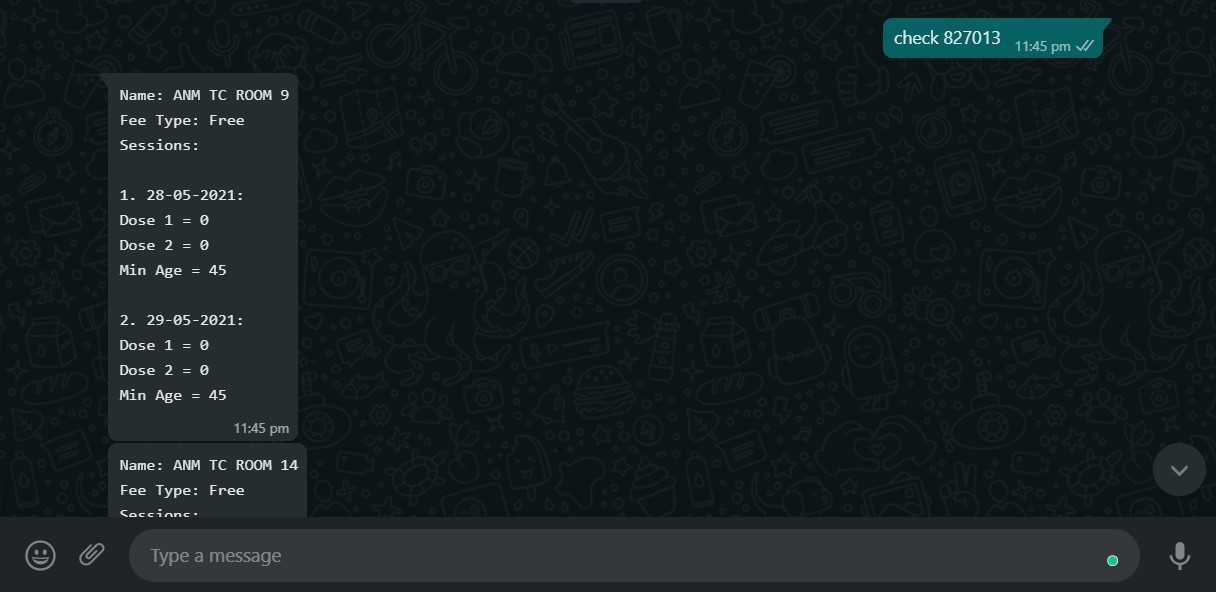 check 827013
11:45 pm
Name: ANM TC ROOM 9
Fee Type: Free
Sessions:
1. 28-05-2021:
Dose 1 = 0
Dose 2 = 0
Min Age = 45
2. 29-05-2021:
Dose 1 = 0
Dose 2 = 0
Min Age = 45
11:45 pm
Name: ANM TC ROOM 14
Fee Type: Free
Sessions:
Type a message